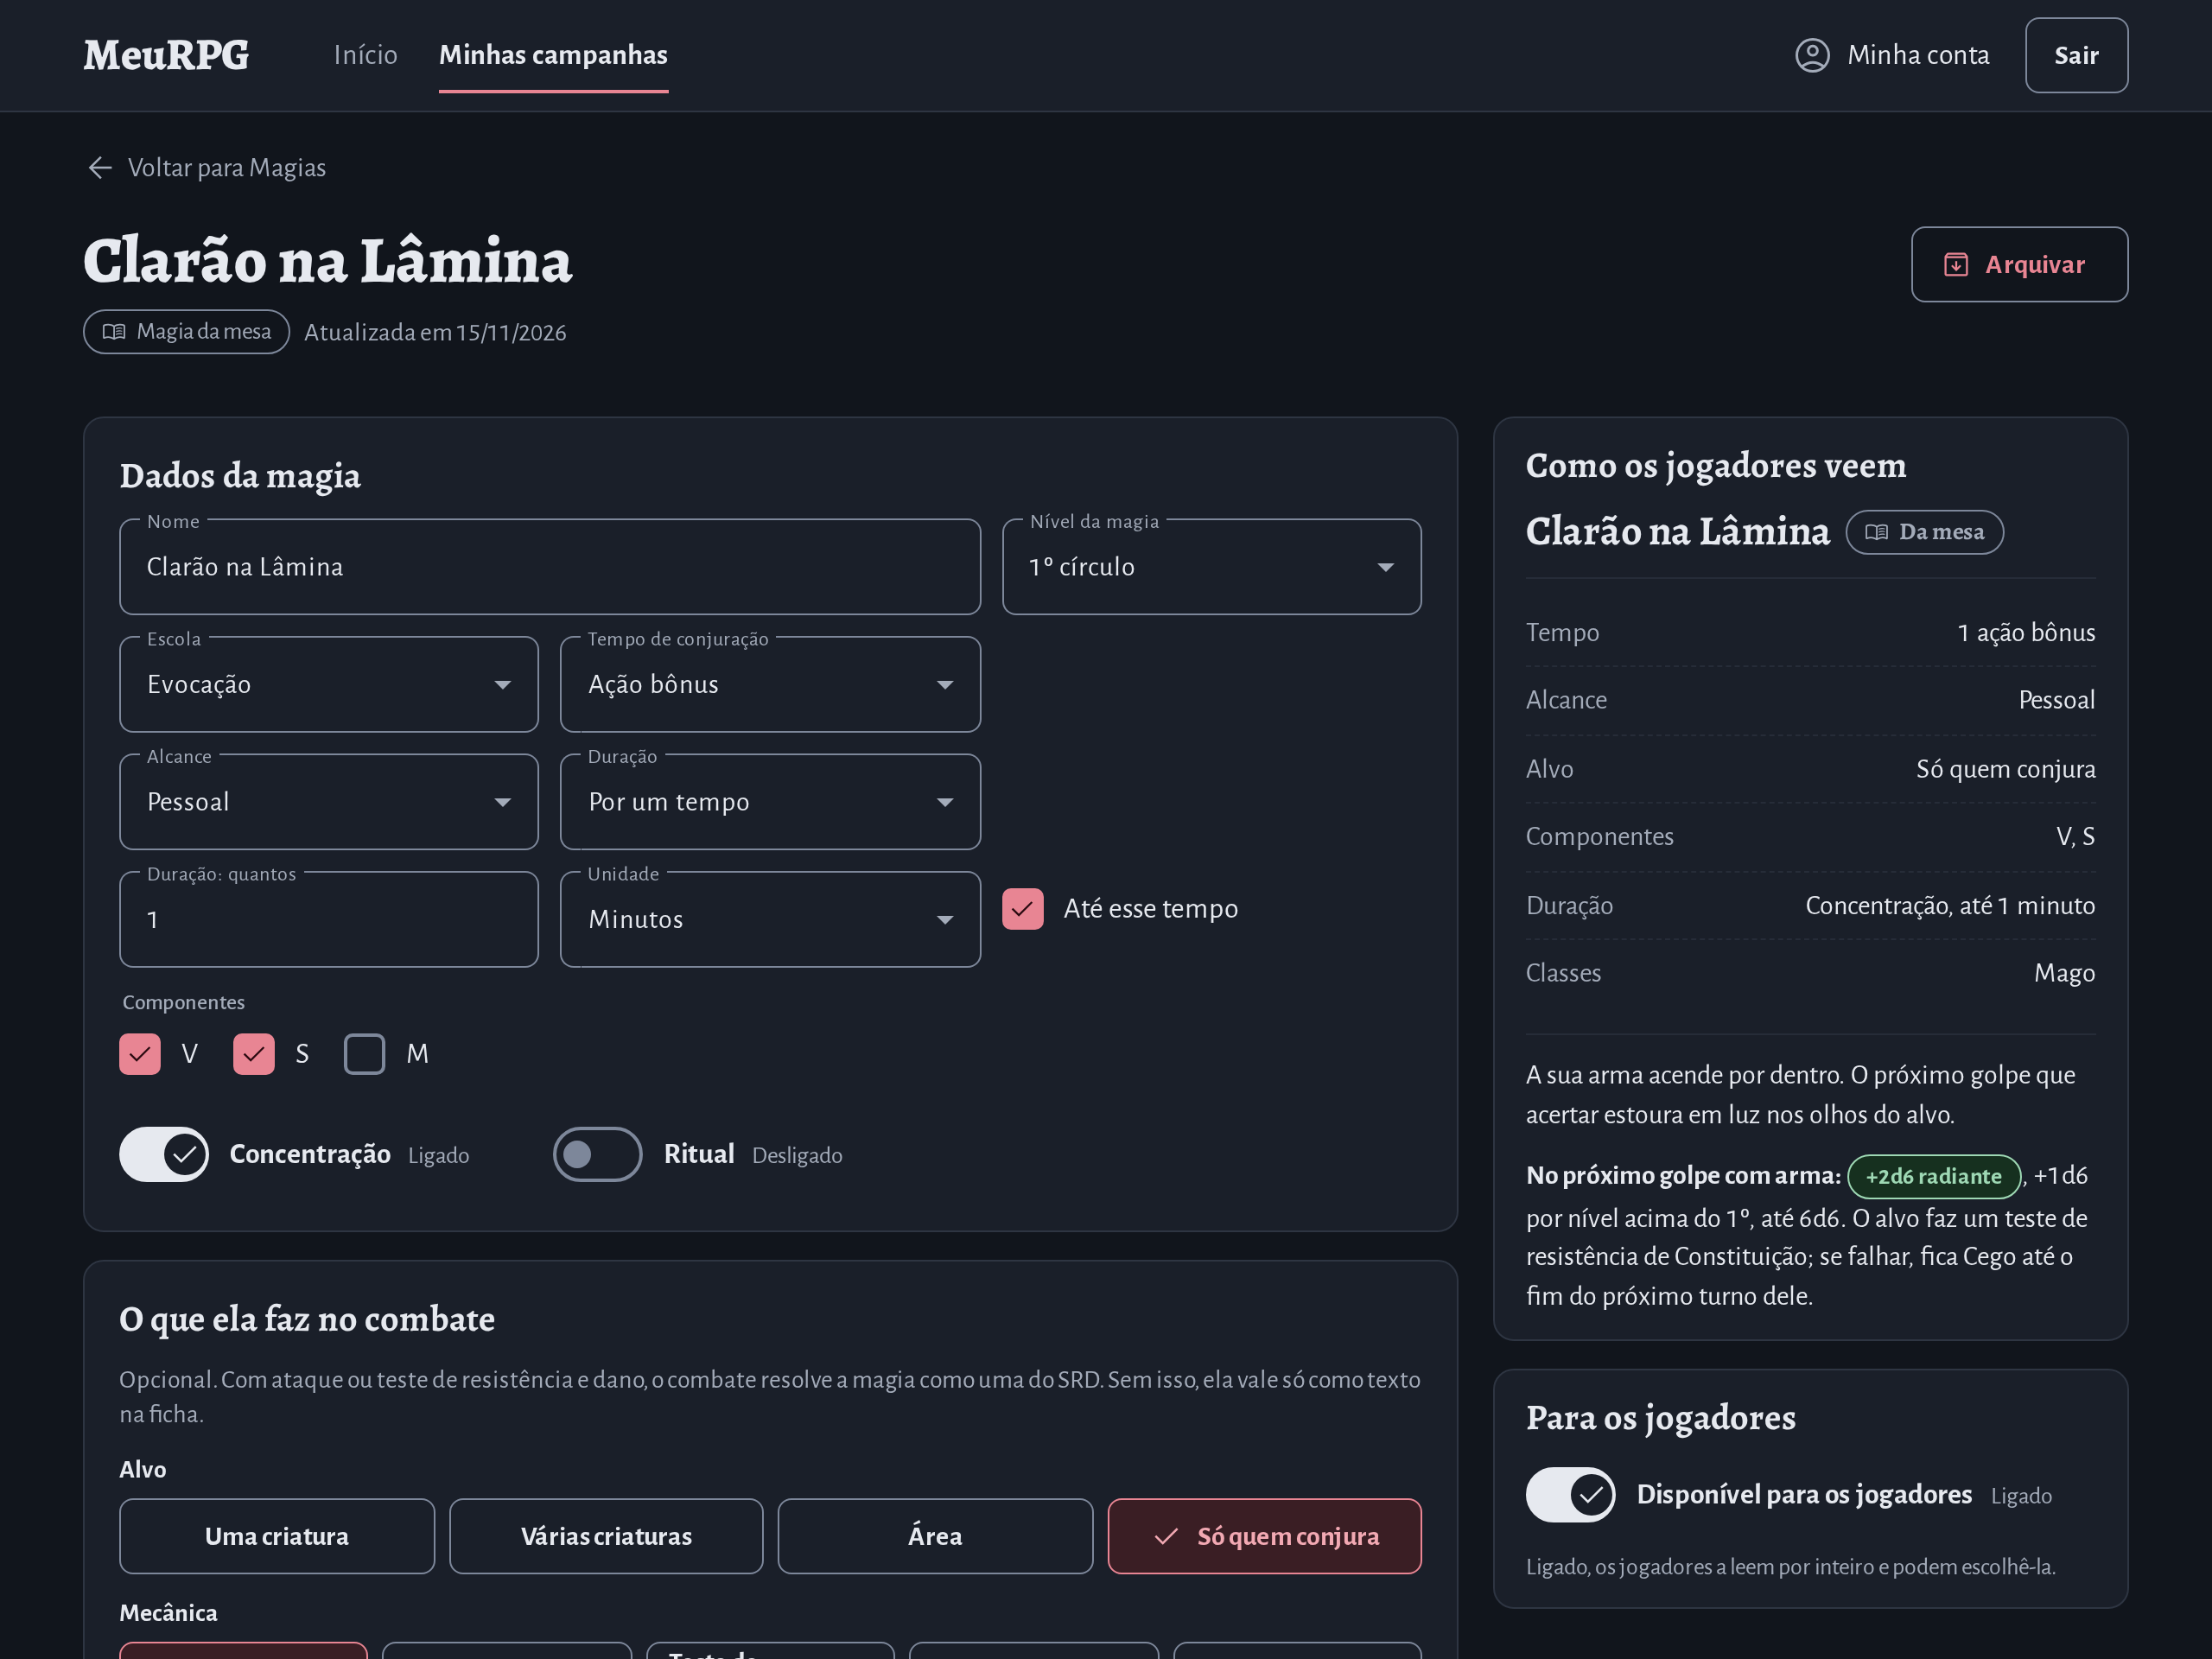 MeuRPG
Início
Minhas campanhas
Minha conta
Sair
Voltar para Magias
Clarão na Lâmina
Arquivar
Magia da mesa
Atualizada em 15/11/2026
Dados da magia
Nome
Clarão na Lâmina
Nível da magia
1º círculo
Escola
Evocação
Tempo de conjuração
Ação bônus
Alcance
Pessoal
Duração
Por um tempo
Duração: quantos
1
Unidade
Minutos
Até esse tempo
Componentes
V
S
M
Concentração Ligado
Ritual Desligado
O que ela faz no combate
Opcional. Com ataque ou teste de resistência e dano, o combate resolve a magia como uma do SRD. Sem isso, ela vale só como texto
na ficha.
Alvo
Uma criatura
Várias criaturas
Área
Só quem conjura
Mecânica
Como os jogadores veem
Clarão na Lâmina
Da mesa
Tempo
1 ação bônus
Alcance
Pessoal
Alvo
Só quem conjura
Componentes
V, S
Duração
Concentração, até 1 minuto
Classes
Mago
A sua arma acende por dentro. O próximo golpe que
acertar estoura em luz nos olhos do alvo.
No próximo golpe com arma: +2d6 radiante, +1d6
por nível acima do 1º, até 6d6. O alvo faz um teste de
resistência de Constituição; se falhar, fica Cego até o
fim do próximo turno dele.
Para os jogadores
Disponível para os jogadores Ligado
Ligado, os jogadores a leem por inteiro e podem escolhê-la.